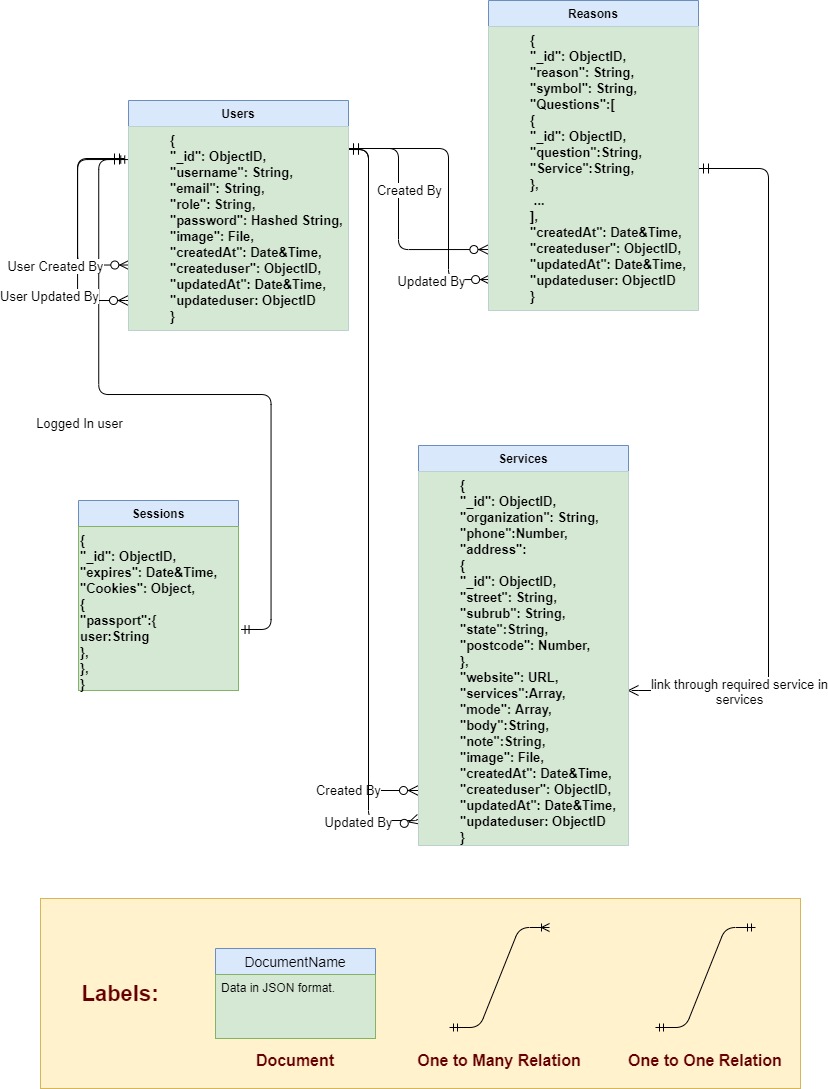 Reasons
{
"_id": ObjectID,
"reason": String,
"symbol": String,
"Questions":[
{
"_id": ObjectID,
"question":String,
"Service":String,
},
...
],
"createdAt": Date&Time,
"createduser": ObjectID,
"updatedAt": Date&Time,
"updateduser: ObjectID
}
Users
{
"_id": ObjectID,
"username": String,
"email": String,
"role": String,
"password": Hashed String,
"image": File,
"createdAt": Date&Time,
"createduser": ObjectID,
"updatedAt": Date&Time,
"updateduser: ObjectID
}
Created By
Updated By
User Created By
User Updated By
Logged In user
Services
{
"_id": ObjectID,
"organization": String,
"phone":Number,
"address":
{
"_id": ObjectID,
"street": String,
"subrub": String,
"state":String,
"postcode": Number,
},
"website": URL,
"services":Array,
"mode": Array,
"body":String,
"note":String,
"image": File,
"createdAt": Date&Time,
"createduser": ObjectID,
"updatedAt": Date&Time,
"updateduser: ObjectID
}
Sessions
{
"_id": ObjectID,
"expires": Date&Time,
"Cookies": Object,
{
"passport":{
user:String
},
},
}
link through required service in
services
Created By
Updated By
Labels:
DocumentName
Data in JSON format.
Document
One to Many Relation
One to One Relation